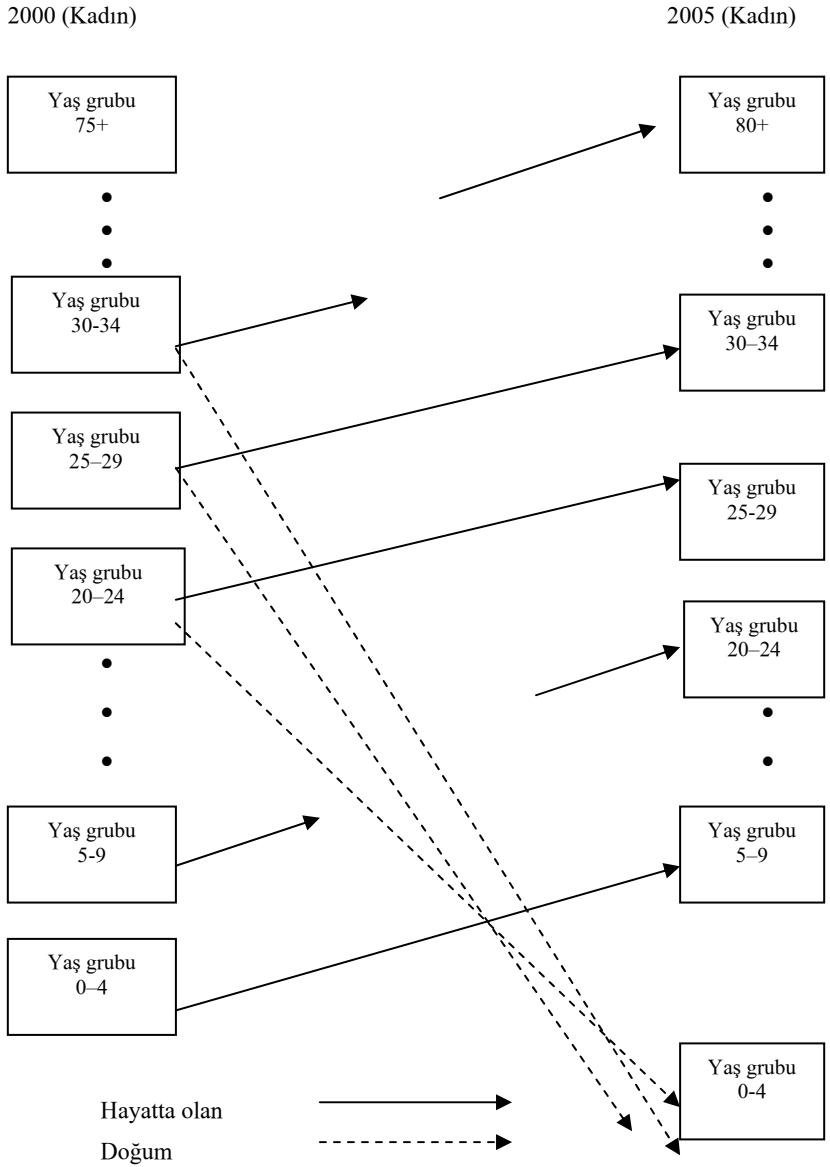 2000 (Kadın)
2005 (Kadın)
Yaş grubu
75+
Yaş grubu
80+
Yaş grubu
30-34
Yaş grubu
30–34
Yaş grubu
25–29
Yaş grubu
25-29
Yaş grubu
20–24
Yaş grubu
20–24
Yaş grubu
5-9
Yaş grubu
5–9
Yaş grubu
0–4
Yaş grubu
0-4
Hayatta olan
Doğum